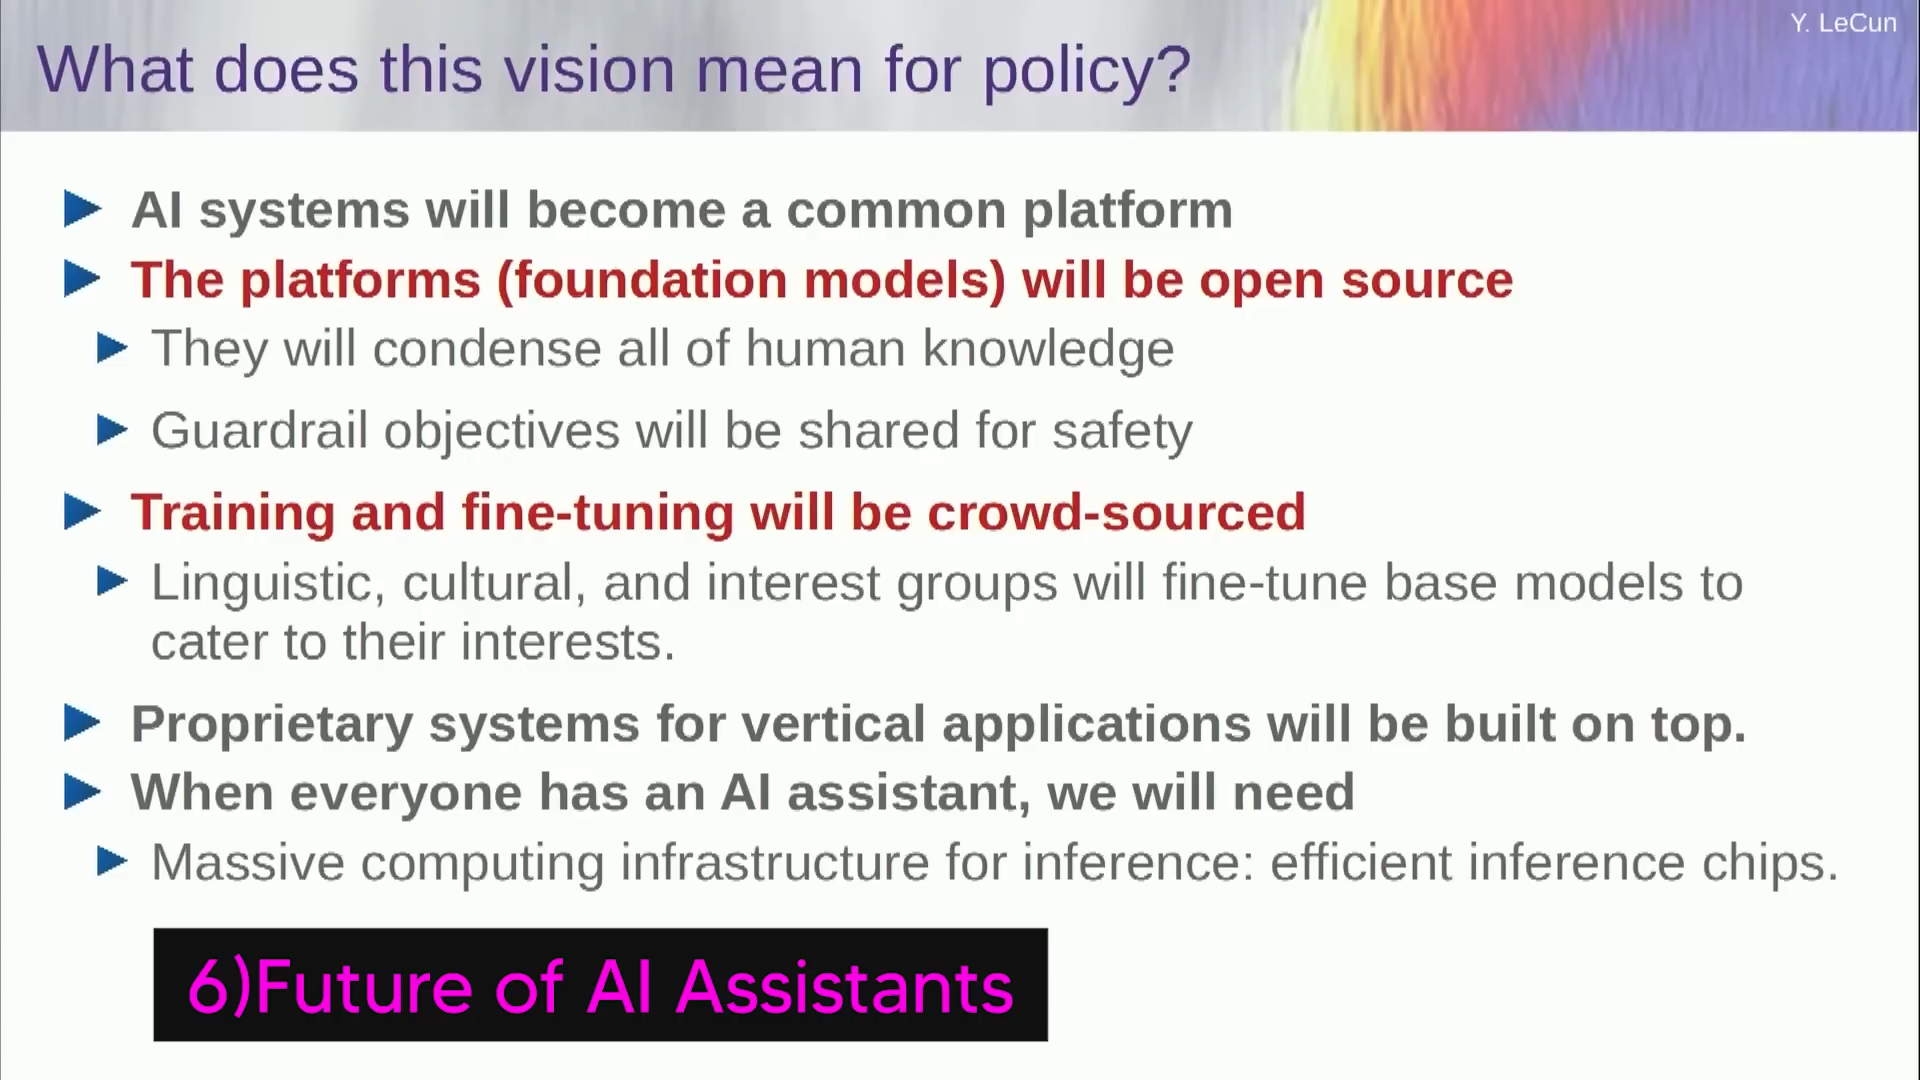 Y. LeCun
What does this vision mean for policy?
AI systems will become a common platform
The platforms (foundation models) will be open source
They will condense all of human knowledge
Guardrail objectives will be shared for safety
Training and fine-tuning will be crowd-sourced
Linguistic, cultural, and interest groups will fine-tune base models to
cater to their interests.
Proprietary systems for vertical applications will be built on top.
When everyone has an AI assistant, we will need
Massive computing infrastructure for inference: efficient inference chips.
6)Future of AI Assistants